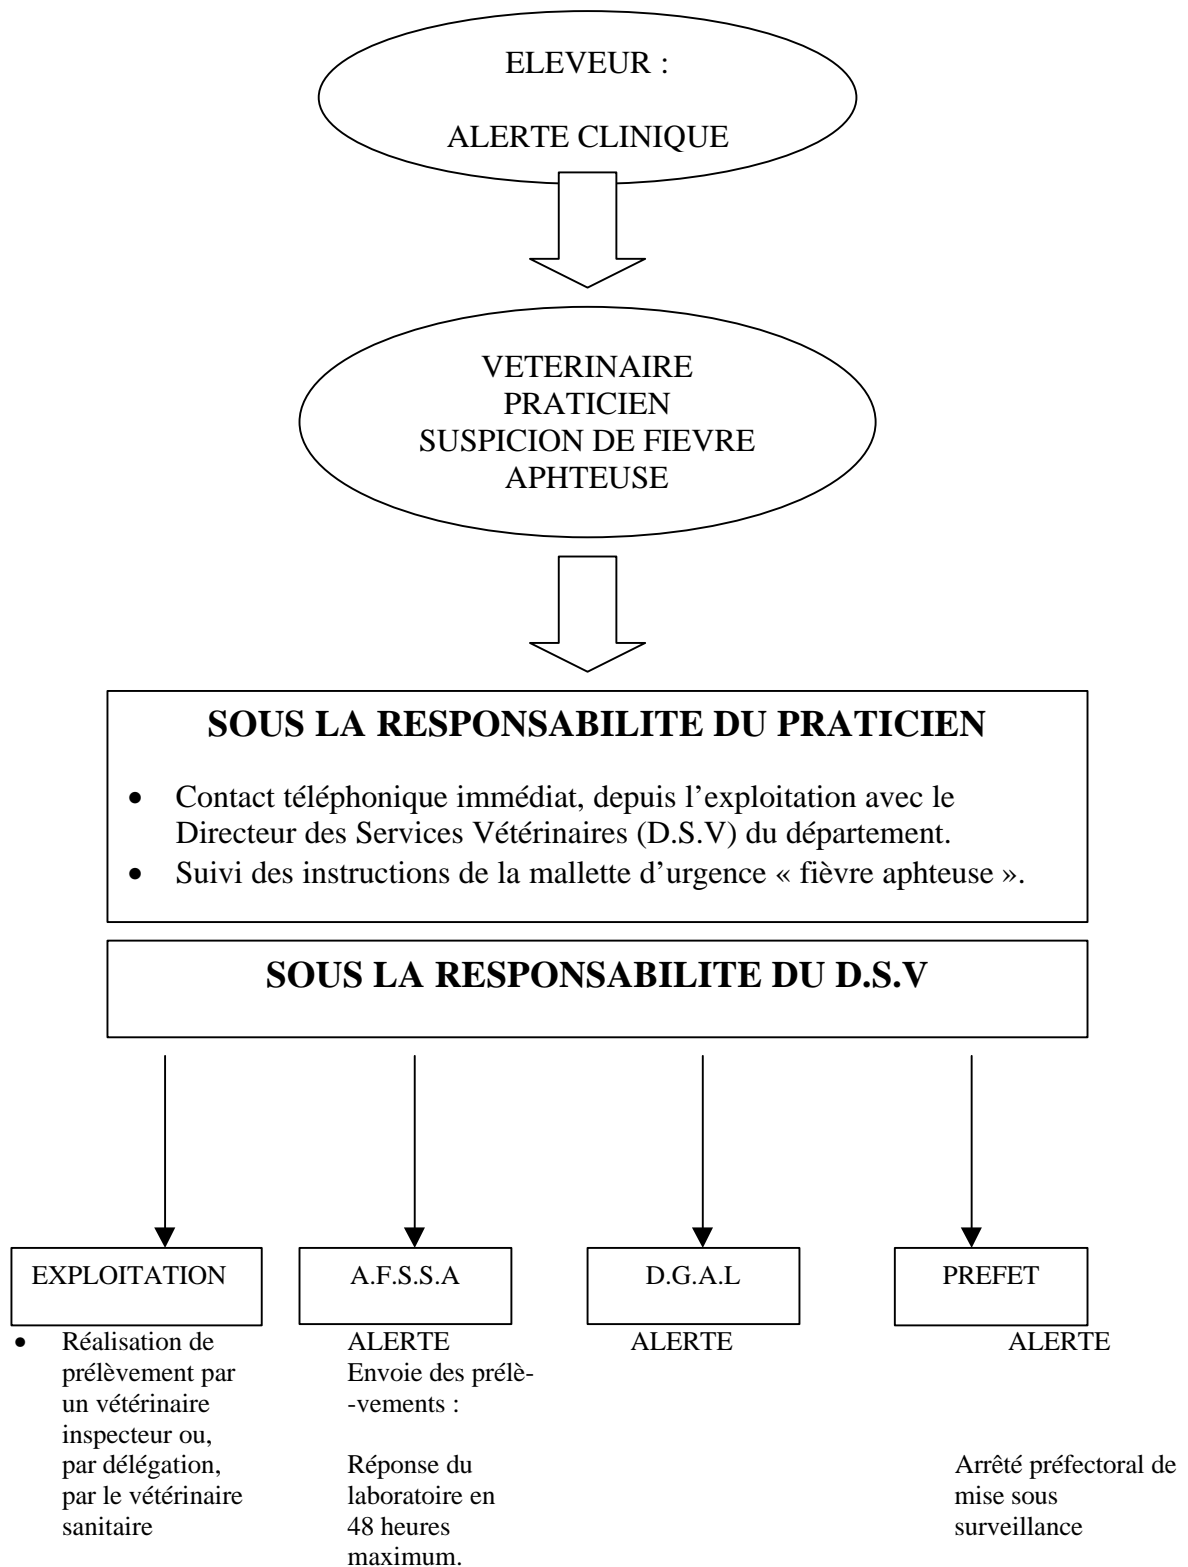 ELEVEUR :
ALERTE CLINIQUE
VETERINAIRE
PRATICIEN
SUSPICION DE FIEVRE
APHTEUSE
SOUS LA RESPONSABILITE DU PRATICIEN
• Contact téléphonique immédiat, depuis l’exploitation avec le
Directeur des Services Vétérinaires (D.S.V) du département.
• Suivi des instructions de la mallette d’urgence « fièvre aphteuse ».
SOUS LA RESPONSABILITE DU D.S.V
EXPLOITATION
• Réalisation de
prélèvement par
un vétérinaire
inspecteur ou,
par délégation,
par le vétérinaire
sanitaire
A.F.S.S.A
ALERTE
Envoie des prélè-
-vements :
Réponse du
laboratoire en
48 heures
maximum.
D.G.A.L
ALERTE
PREFET
ALERTE
Arrêté préfectoral de
mise sous
surveillance